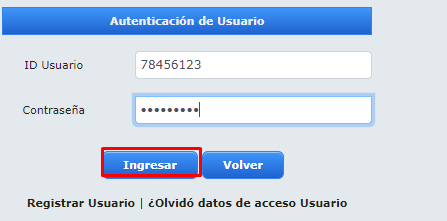 Autenticación de Usuario
ID Usuario 78456123
Contraseña •••••••••
Ingresar Volver
Registrar Usuario | ¿Olvidó datos de acceso Usuario